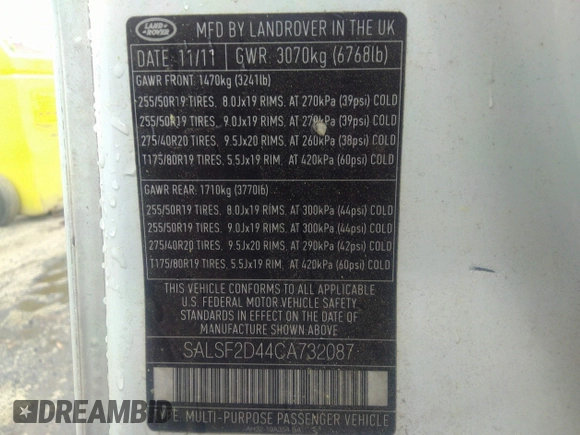 LAND ROVER
MFD BY LANDROVER IN THE UK
DATE 11/11 GWR: 3070kg (6768lb)
GAWR FRONT: 1470kg (3241lb)
255/50R19 TIRES. 8.0Jx19 RIMS. AT 270kPa (39psi) COLD
255/50R19 TIRES. 9.0Jx19 RIMS. AT 270kPa (39psi) COLD
275/40R20 TIRES. 9.5Jx20 RIMS. AT 260kPa (38psi) COLD
T175/80R19 TIRES. 5.5Jx19 RIM. AT 420kPa (60psi) COLD
GAWR REAR: 1710kg (3770lb)
255/50R19 TIRES. 8.0Jx19 RIMS. AT 300kPa (44psi) COLD
255/50R19 TIRES. 9.0Jx19 RIMS. AT 300kPa (44psi) COLD
275/40R20 TIRES. 9.5Jx20 RIMS. AT 290kPa (42psi) COLD
T175/80R19 TIRES. 5.5Jx19 RIM. AT 420kPa (60psi) COLD
THIS VEHICLE CONFORMS TO ALL APPLICABLE
U.S. FEDERAL MOTOR VEHICLE SAFETY
STANDARDS IN EFFECT ON THE DATE OF
MANUFACTURE SHOWN ABOVE
SALSF2D44CA732087
TYPE: MULTI-PURPOSE PASSENGER VEHICLE
DREAMBID